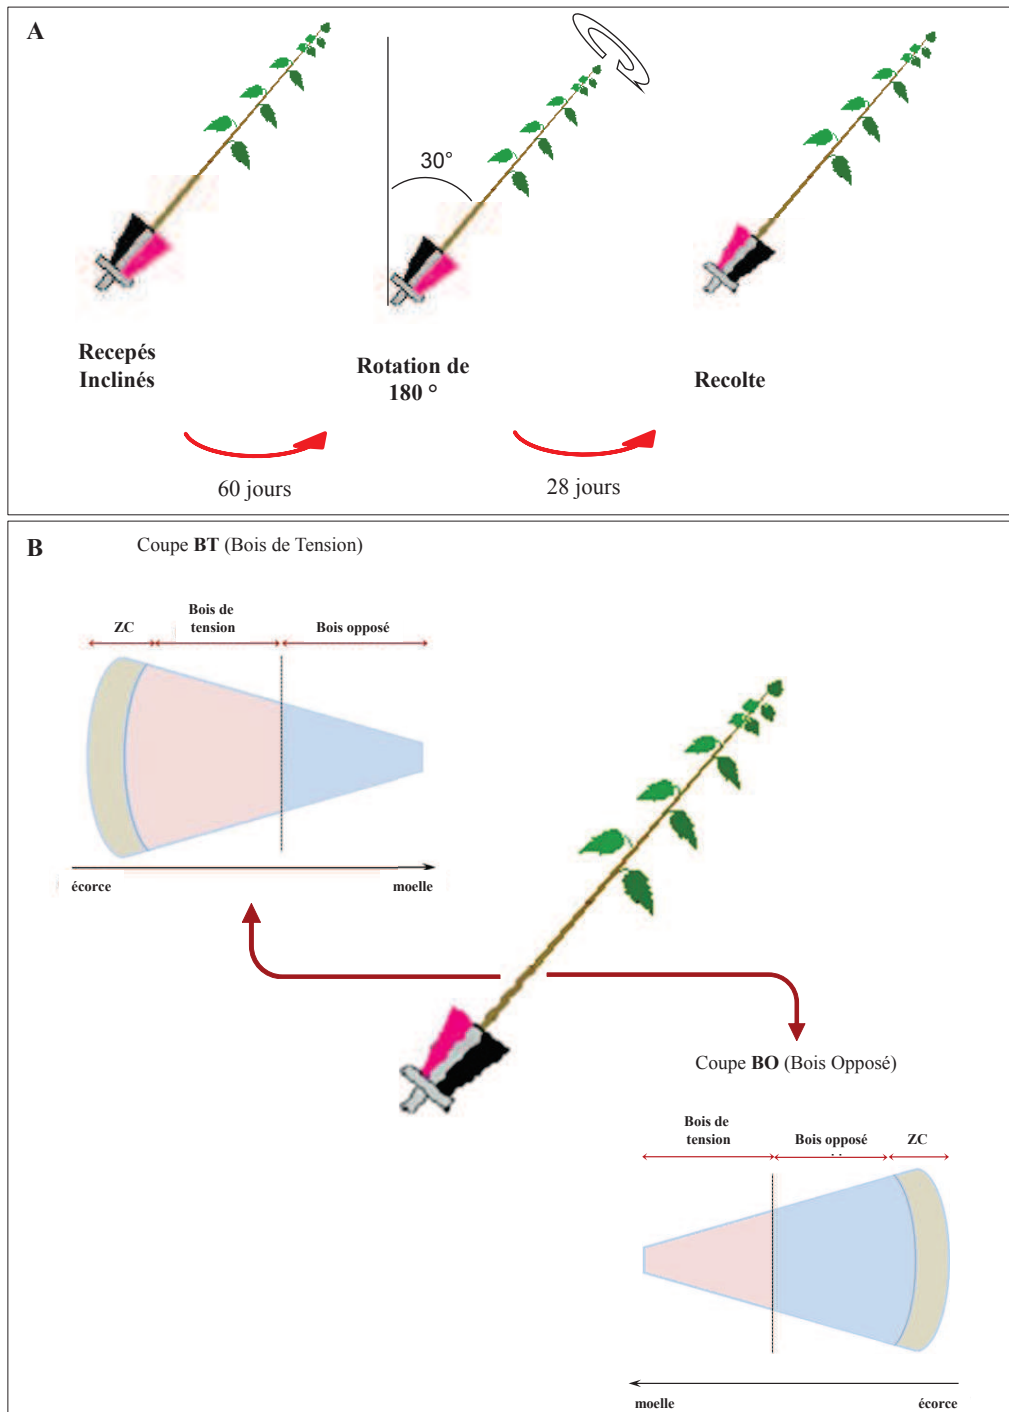 A
30°
Recepés
Inclinés
Rotation de
180 °
Recolte
60 jours
28 jours
B
Coupe BT (Bois de Tension)
ZC
Bois de
tension
Bois opposé
écorce
moelle
Coupe BO (Bois Opposé)
Bois de
tension
Bois opposé
ZC
moelle
écorce